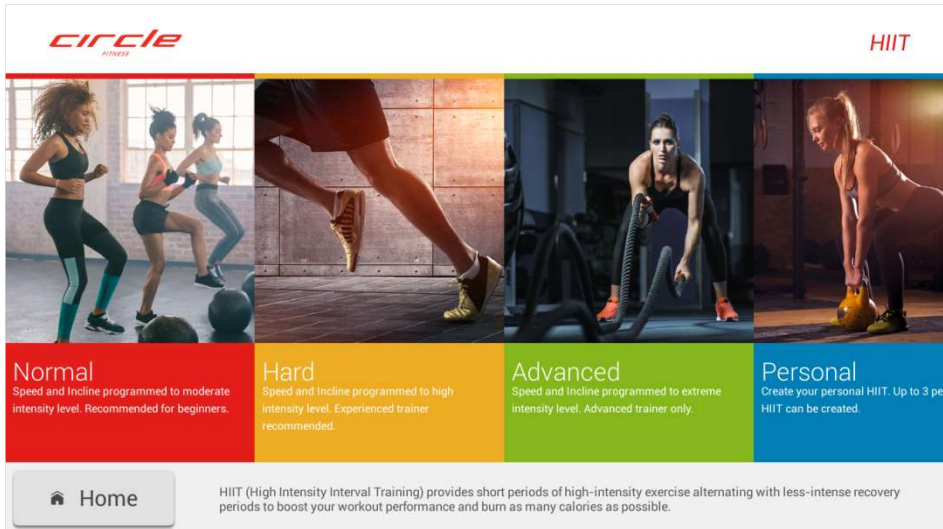 circle
FITNESS
HIIT
Normal
Speed and Incline programmed to moderate
intensity level. Recommended for beginners.
Hard
Speed and Incline programmed to high
intensity level. Experienced trainer
recommended.
Advanced
Speed and Incline programmed to extreme
intensity level. Advanced trainer only.
Personal
Create your personal HIIT. Up to 3 pe
HIIT can be created.
Home
HIIT (High Intensity Interval Training) provides short periods of high-intensity exercise alternating with less-intense recovery
periods to boost your workout performance and burn as many calories as possible.